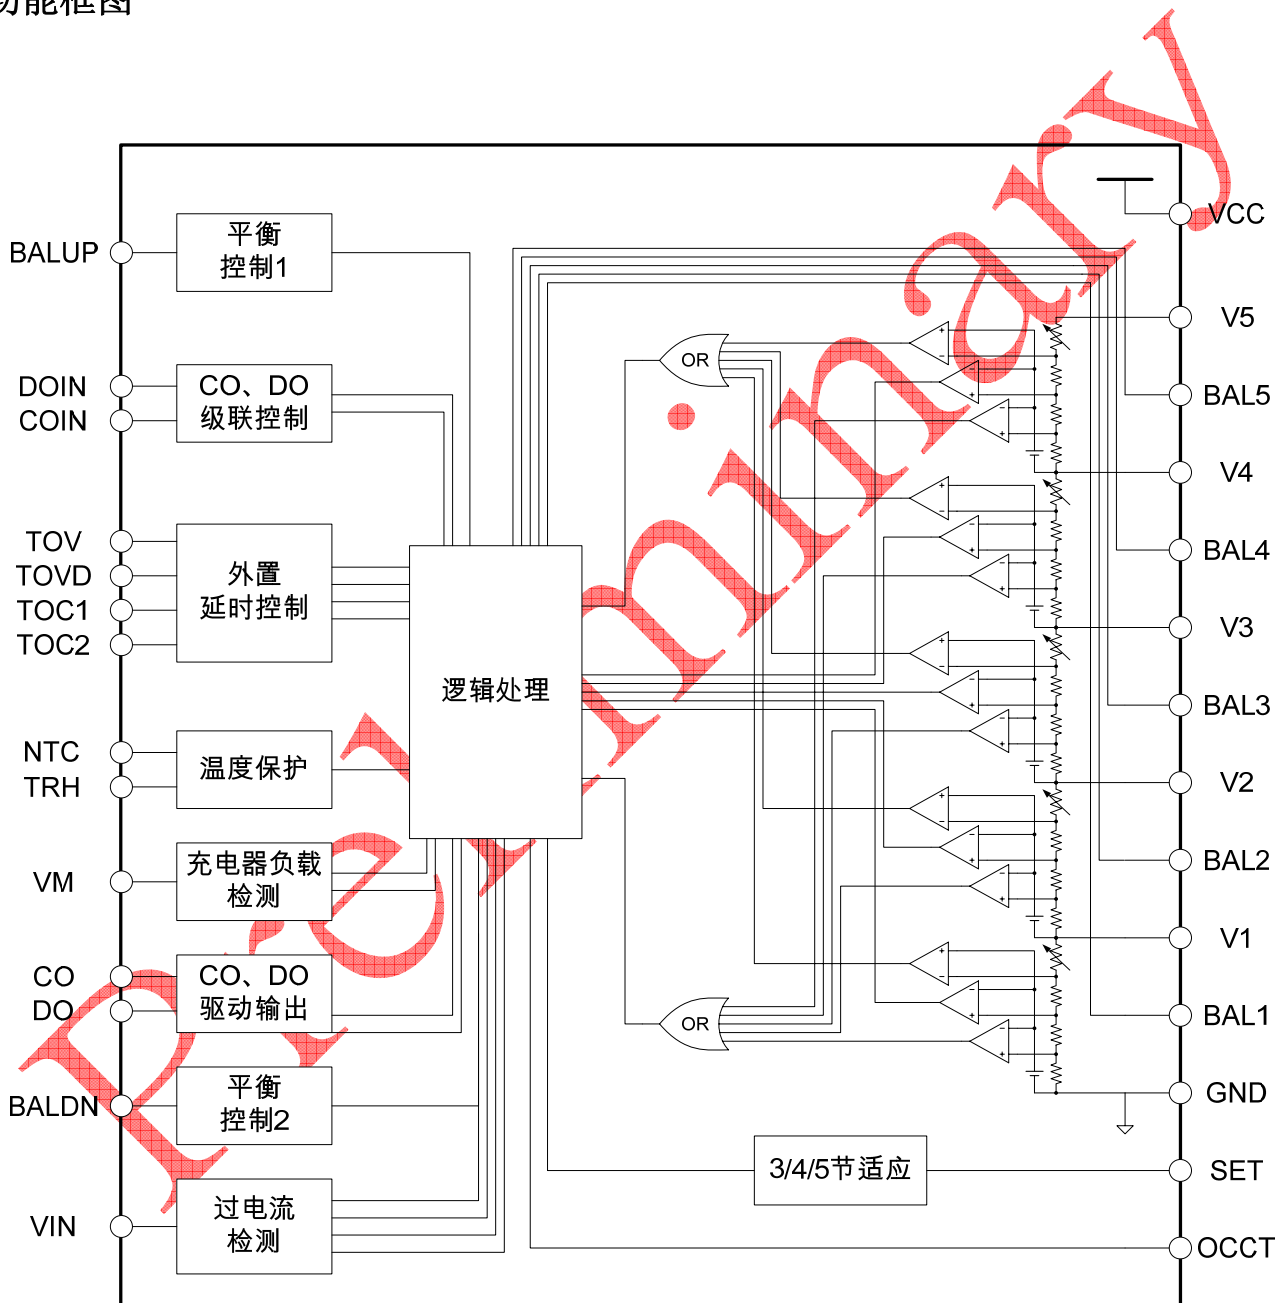 功能框图
Preliminary
VCC
BALUP
平衡
控制1
V5
OR
DOIN
COIN
CO、DO
级联控制
BAL5
V4
TOV
TOVD
TOC1
TOC2
外置
延时控制
BAL4
V3
逻辑处理
BAL3
NTC
TRH
温度保护
V2
VM
充电器负载
检测
BAL2
V1
CO
DO
CO、DO
驱动输出
OR
BAL1
BALDN
平衡
控制2
GND
3/4/5节适应
SET
VIN
过电流
检测
OCCT